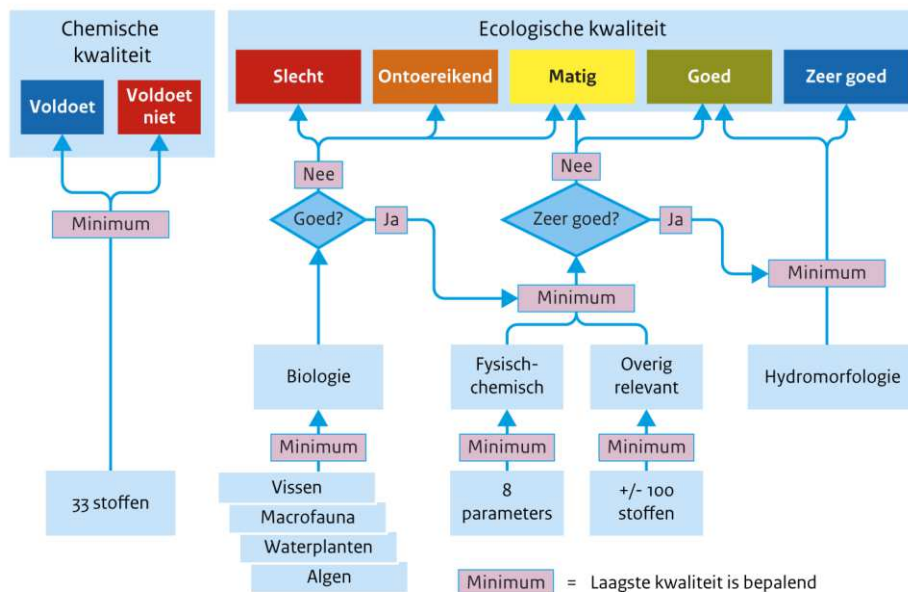 Chemische
kwaliteit
Voldoet
Voldoet
niet
Minimum
33 stoffen
Ecologische kwaliteit
Slecht
Ontoereikend
Matig
Goed
Zeer goed
Nee
Nee
Goed?
Ja
Zeer goed?
Ja
Minimum
Minimum
Biologie
Fysisch-
chemisch
Overig
relevant
Hydromorfologie
Minimum
Minimum
Minimum
Vissen
Macrofauna
Waterplanten
Algen
8
parameters
+/- 100
stoffen
Minimum = Laagste kwaliteit is bepalend